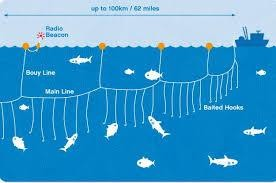 up to 100km / 62 miles
Radio
Beacon
Bouy Line
Main Line
Baited Hooks